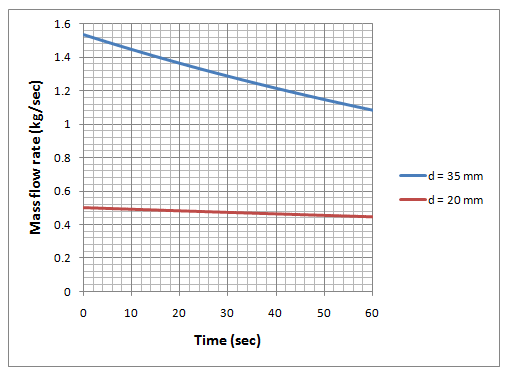 Mass flow rate (kg/sec)
1.6
1.4
1.2
1
0.8
0.6
0.4
0.2
0
0 10 20 30 40 50 60
Time (sec)
d = 35 mm
d = 20 mm